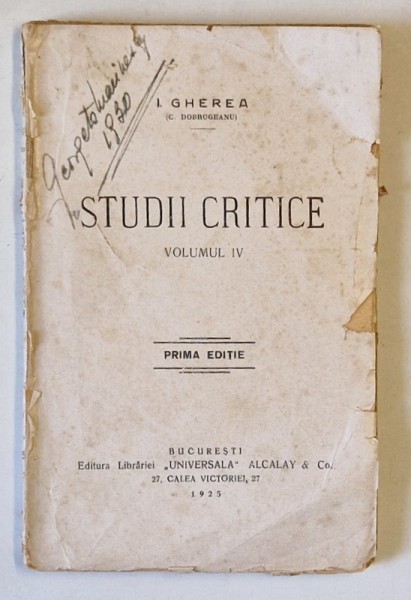 1930
I. GHEREA
(C. DOBROGEANU)
STUDII CRITICE
VOLUMUL IV
PRIMA EDIȚIE
BUCUREȘTI
Editura Librăriei „UNIVERSALA" ALCALAY & Co.
27, CALEA VICTORIEI, 27
1925